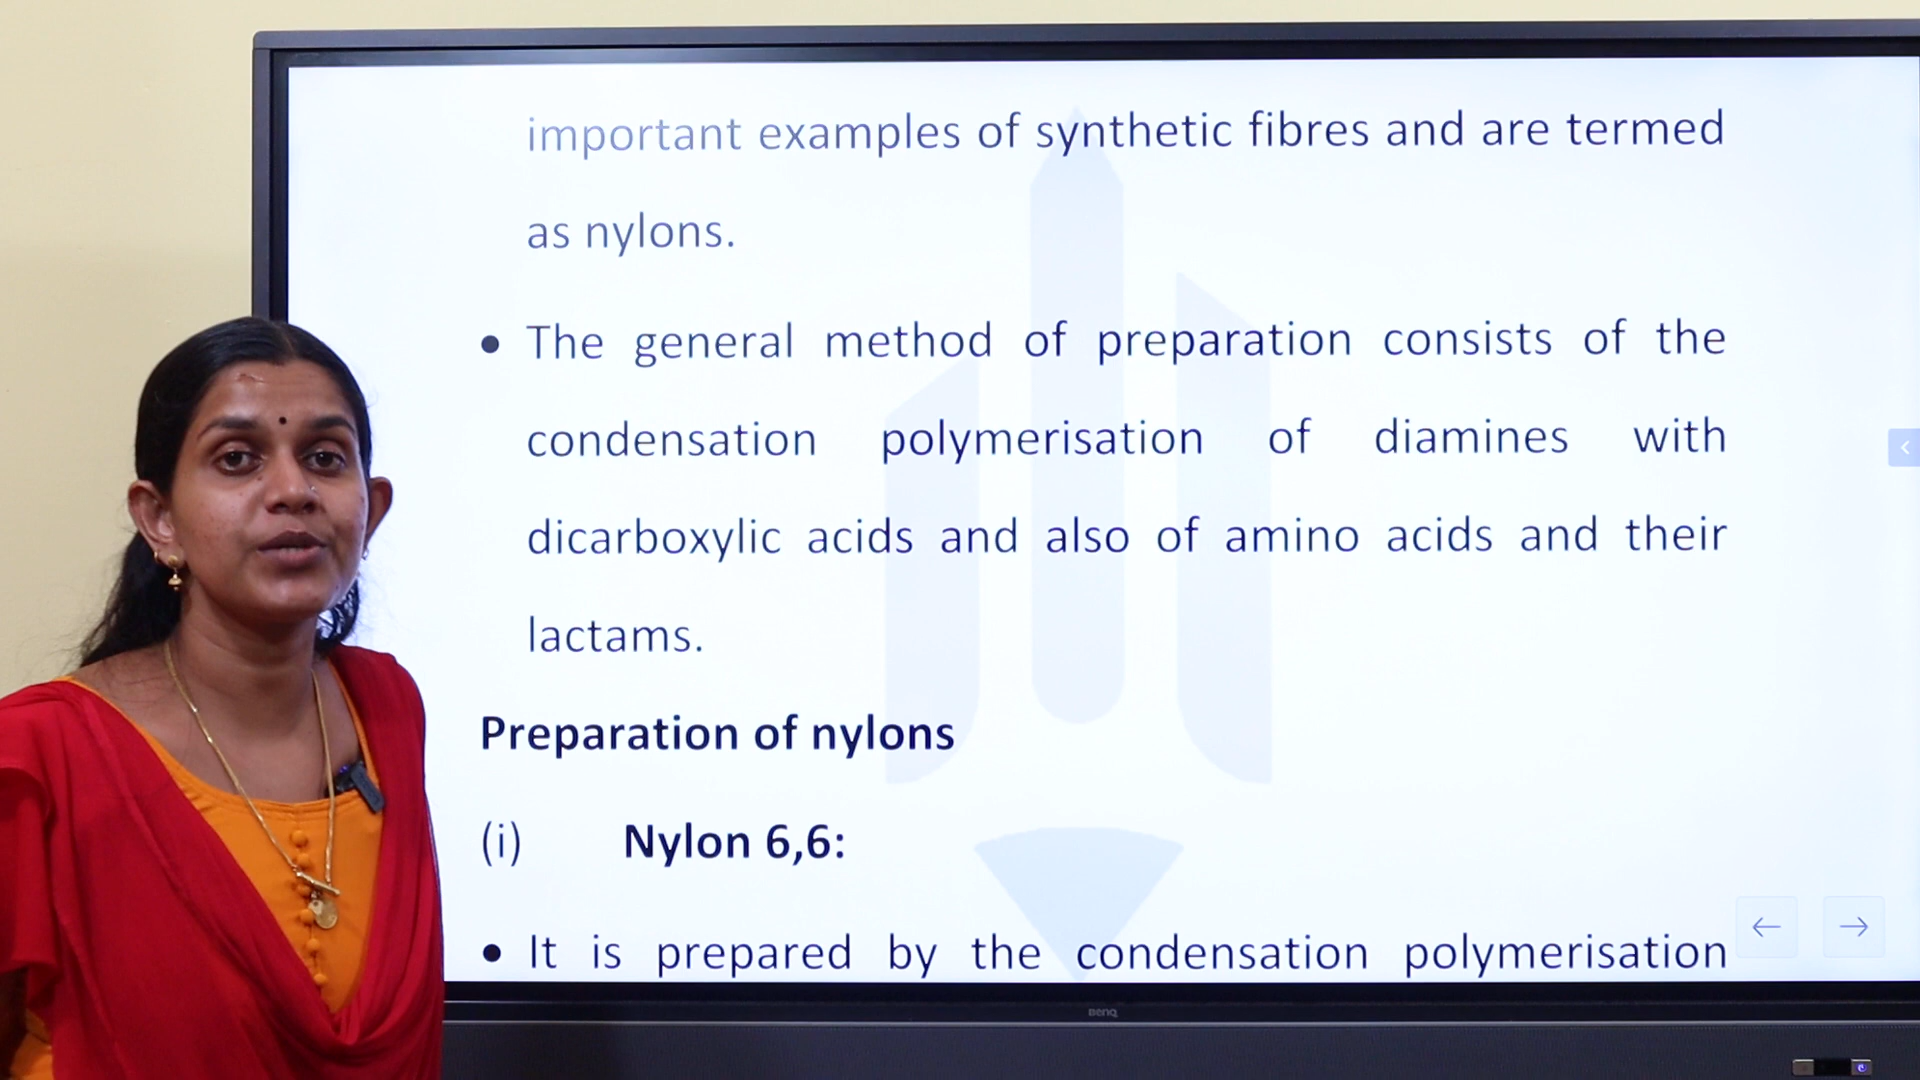 important examples of synthetic fibres and are termed
as nylons.
• The general method of preparation consists of the
condensation polymerisation of diamines with
dicarboxylic acids and also of amino acids and their
lactams.
Preparation of nylons
(i) Nylon 6,6:
• It is prepared by the condensation polymerisation
BenQ